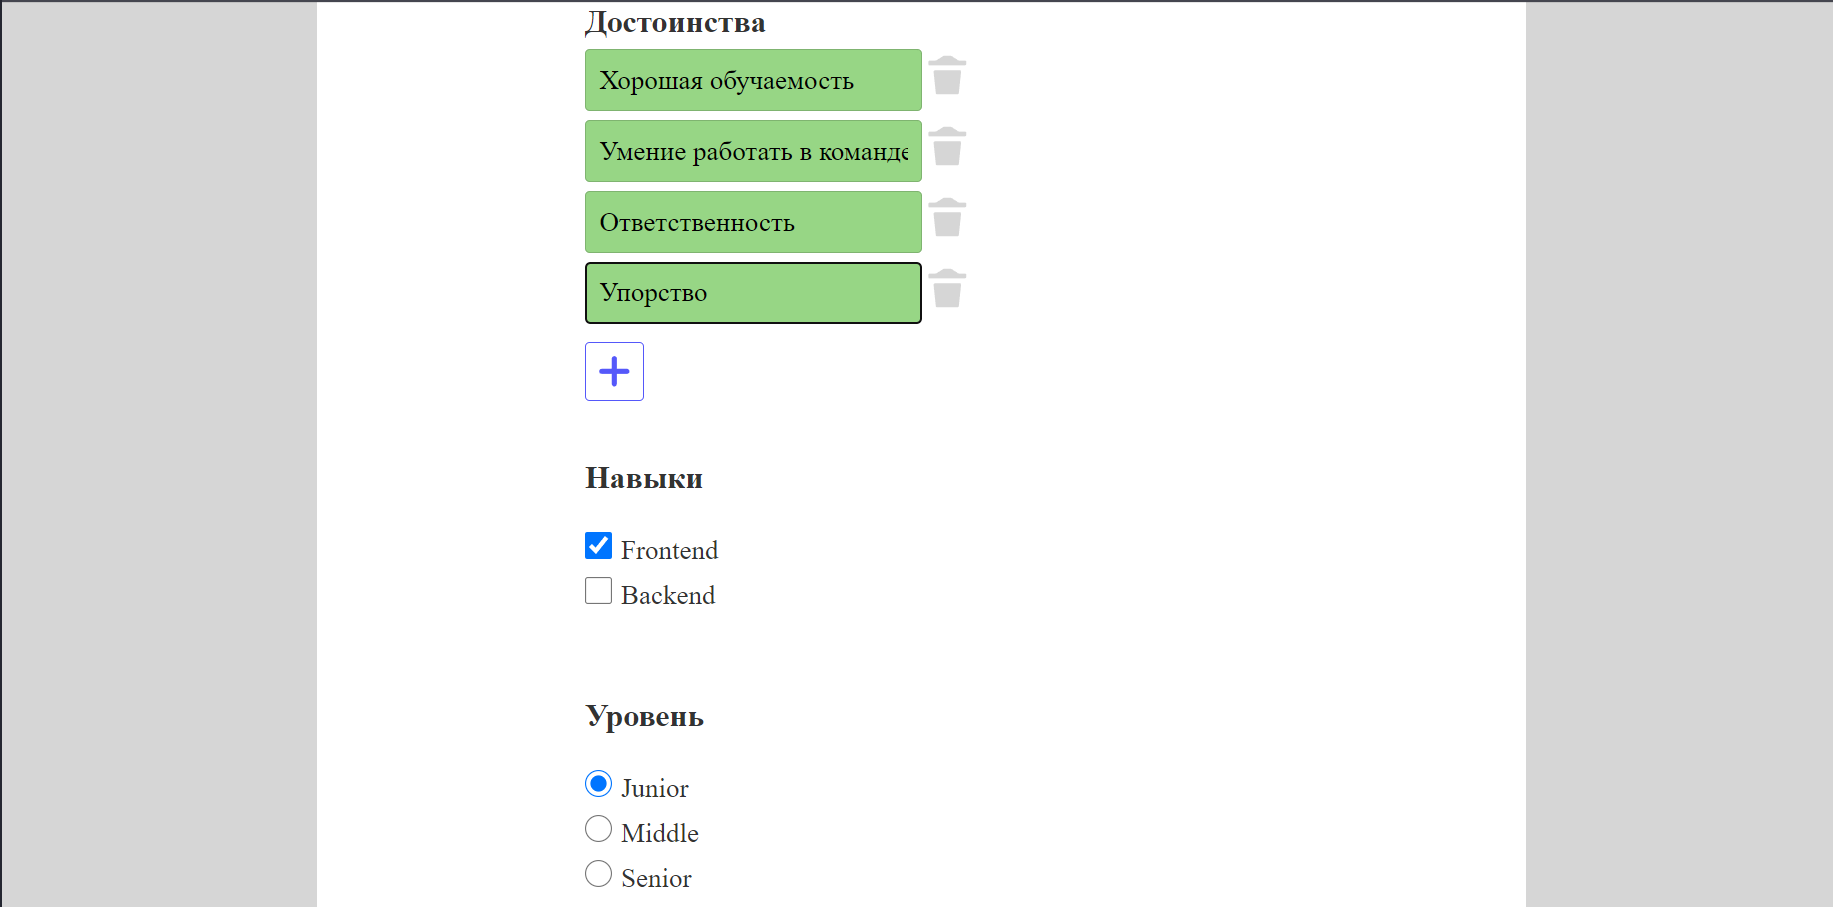 Достоинства
Хорошая обучаемость
Умение работать в команде
Ответственность
Упорство
Навыки
Frontend
Backend
Уровень
Junior
Middle
Senior